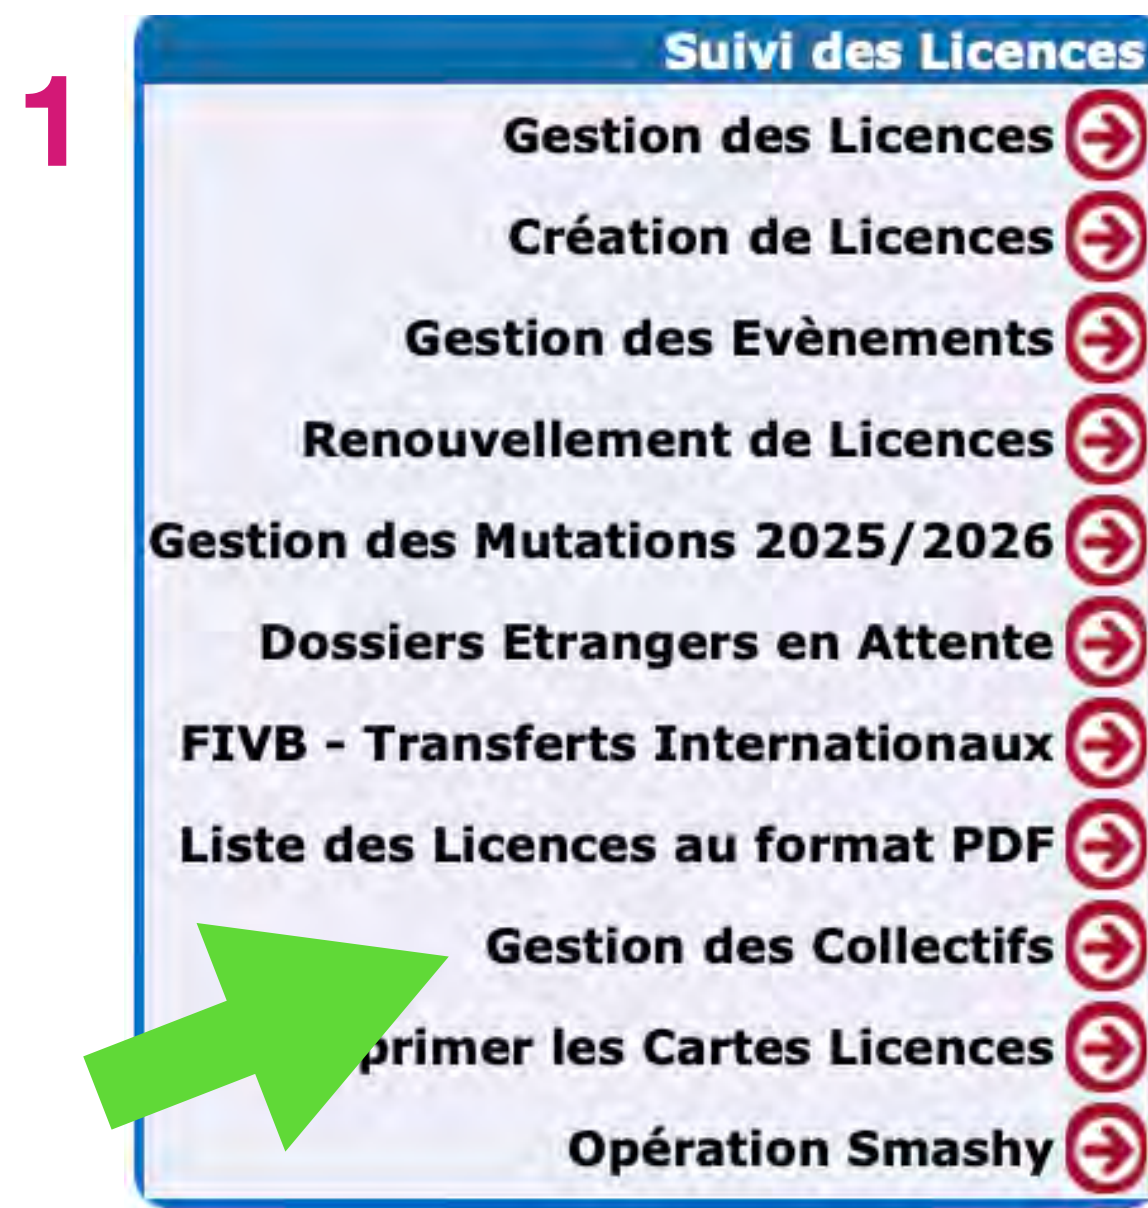 1
Suivi des Licences
Gestion des Licences
Création de Licences
Gestion des Evènements
Renouvellement de Licences
Gestion des Mutations 2025/2026
Dossiers Etrangers en Attente
FIVB - Transferts Internationaux
Liste des Licences au format PDF
Gestion des Collectifs
les Cartes Licences
Opération Smashy